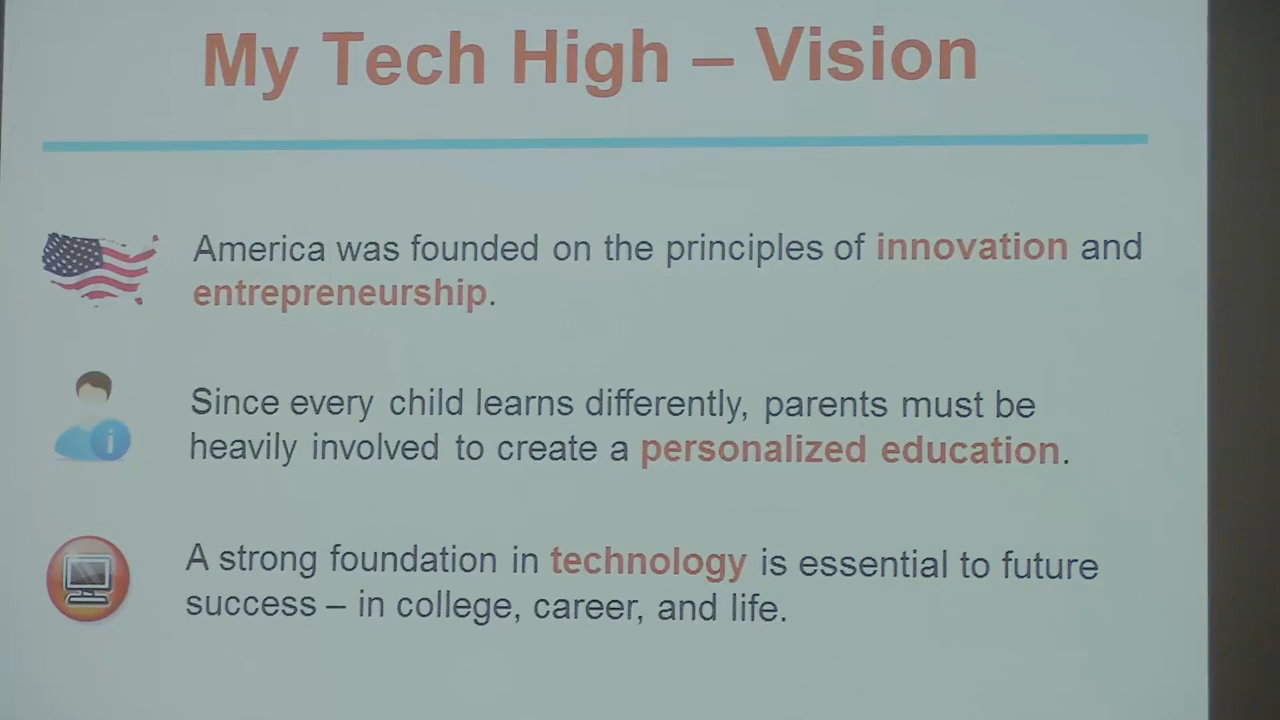 My Tech High – Vision
America was founded on the principles of innovation and
entrepreneurship.
Since every child learns differently, parents must be
heavily involved to create a personalized education.
A strong foundation in technology is essential to future
success – in college, career, and life.
i